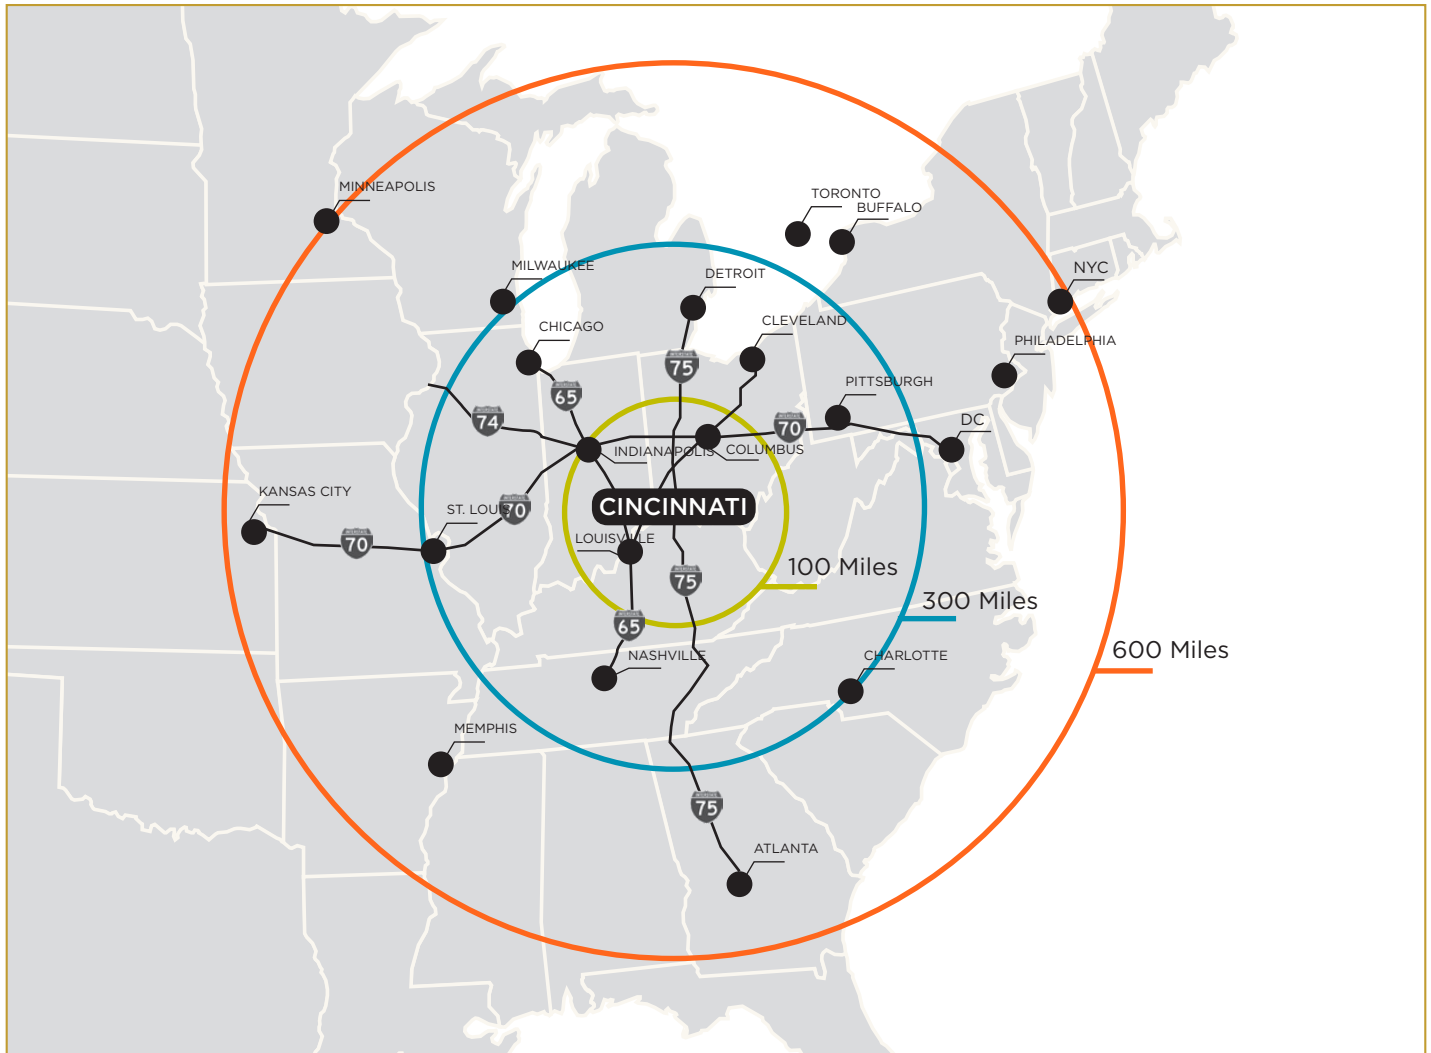 MINNEAPOLIS
TORONTO
BUFFALO
MILWAUKEE
DETROIT
NYC
CHICAGO
CLEVELAND
PHILADELPHIA
75
65
PITTSBURGH
74
70
DC
INDIANAPOLIS
COLUMBUS
KANSAS CITY
ST. LOUIS
70
CINCINNATI
70
LOUISVILLE
100 Miles
75
300 Miles
65
NASHVILLE
CHARLOTTE
600 Miles
MEMPHIS
75
ATLANTA